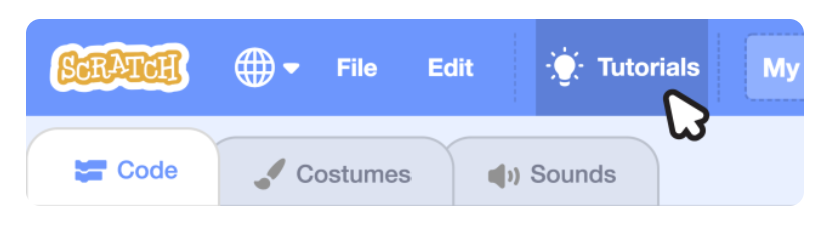 SCRATCH File Edit Tutorials My
Code Costumes Sounds